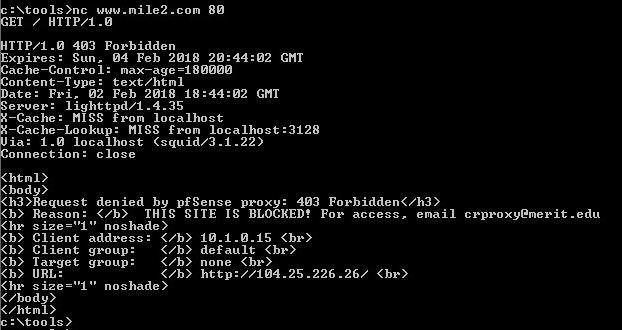 c:\tools>nc www.mile2.com 80
GET / HTTP/1.0
HTTP/1.0 403 Forbidden
Expires: Sun, 04 Feb 2018 20:44:02 GMT
Cache-Control: max-age=180000
Content-Type: text/html
Date: Fri, 02 Feb 2018 18:44:02 GMT
Server: lighttpd/1.4.35
X-Cache: MISS from localhost
X-Cache-Lookup: MISS from localhost:3128
Via: 1.0 localhost (squid/3.1.22)
Connection: close
<html>
<body>
<h3>Request denied by pfSense proxy: 403 Forbidden</h3>
<b> Reason: </b>  THIS SITE IS BLOCKED! For access, email crproxy@merit.edu
<hr size="1" noshade>
<b> Client address: </b> 10.1.0.15 <br>
<b> Client group:   </b> default <br>
<b> Target group:   </b> none <br>
<b> URL:            </b> http://104.25.226.26/ <br>
<hr size="1" noshade>
</body>
</html>
c:\tools>